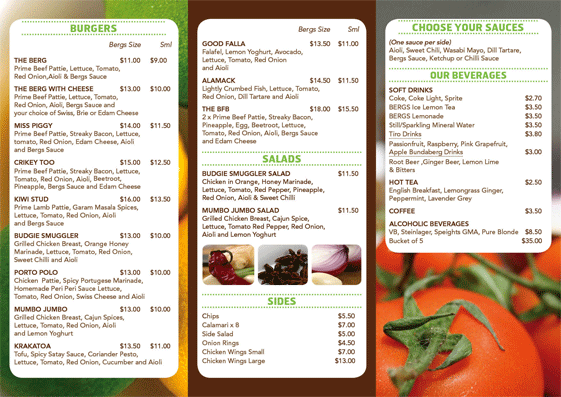 BURGERS
Bergs Size Sml
THE BERG $11.00 $9.00
Prime Beef Pattie, Lettuce, Tomato,
Red Onion,Aioli & Bergs Sauce
THE BERG WITH CHEESE $13.00 $10.00
Prime Beef Pattie, Lettuce, Tomato,
Red Onion, Aioli, Bergs Sauce and
your choice of Swiss, Brie or Edam Cheese
MISS PIGGY $14.00 $11.50
Prime Beef Pattie, Streaky Bacon, Lettuce,
tomato, Red Onion, Edam Cheese, Aioli
and Bergs Sauce
CRIKEY TOO $15.00 $12.50
Prime Beef Pattie, Streaky Bacon, Lettuce,
Tomato, Red Onion, Aioli, Beetroot,
Pineapple, Bergs Sauce and Edam Cheese
KIWI STUD $16.00 $13.50
Prime Lamb Pattie, Garam Masala Spices,
Lettuce, Tomato, Red Onion, Aioli
and Bergs Sauce
BUDGIE SMUGGLER $13.00 $10.00
Grilled Chicken Breast, Orange Honey
Marinade, Lettuce, Tomato, Red Onion,
Sweet Chilli and Aioli
PORTO POLO $13.00 $10.00
Chicken Pattie, Spicy Portugese Marinade,
Homemade Peri Peri Sauce Lettuce,
Tomato, Red Onion, Swiss Cheese and Aioli
MUMBO JUMBO $13.00 $10.00
Grilled Chicken Breast, Cajun Spices,
Lettuce, Tomato, Red Onion, Aioli
and Lemon Yoghurt
KRAKATOA $13.50 $11.00
Tofu, Spicy Satay Sauce, Coriander Pesto,
Lettuce, Tomato, Red Onion, Cucumber and Aioli
Bergs Size Sml
GOOD FALLA $13.50 $11.00
Falafel, Lemon Yoghurt, Avocado,
Lettuce, Tomato, Red Onion
and Aioli
ALAMACK $14.50 $11.50
Lightly Crumbed Fish, Lettuce, Tomato,
Red Onion, Dill Tartare and Aioli
THE BFB $18.00 $15.50
2 x Prime Beef Pattie, Streaky Bacon,
Pineapple, Egg, Beetroot, Lettuce,
Tomato, Red Onion, Aioli, Bergs Sauce
and Edam Cheese
SALADS
BUDGIE SMUGGLER SALAD $11.50
Chicken in Orange, Honey Marinade,
Lettuce, Tomato, Red Pepper, Pineapple,
Red Onion, Aioli & Sweet Chilli
MUMBO JUMBO SALAD $11.50
Grilled Chicken Breast, Cajun Spice,
Lettuce, Tomato Red Pepper, Red Onion,
Aioli and Lemon Yoghurt
SIDES
Chips $5.50
Calamari x 8 $7.00
Side Salad $5.00
Onion Rings $4.50
Chicken Wings Small $7.00
Chicken Wings Large $13.00
CHOOSE YOUR SAUCES
(One sauce per side)
Aioli, Sweet Chilli, Wasabi Mayo, Dill Tartare,
Bergs Sauce, Ketchup or Chilli Sauce
OUR BEVERAGES
SOFT DRINKS
Coke, Coke Light, Sprite $2.70
BERGS Ice Lemon Tea $3.50
BERGS Lemonade $3.50
Still/Sparkling Mineral Water $3.50
Tiro Drinks $3.80
Passionfruit, Raspberry, Pink Grapefruit,
Apple Bundaberg Drinks $3.00
Root Beer ,Ginger Beer, Lemon Lime
& Bitters
HOT TEA $2.50
English Breakfast, Lemongrass Ginger,
Peppermint, Lavender Grey
COFFEE $3.50
ALCOHOLIC BEVERAGES
VB, Steinlager, Speights GMA, Pure Blonde $8.50
Bucket of 5 $35.00